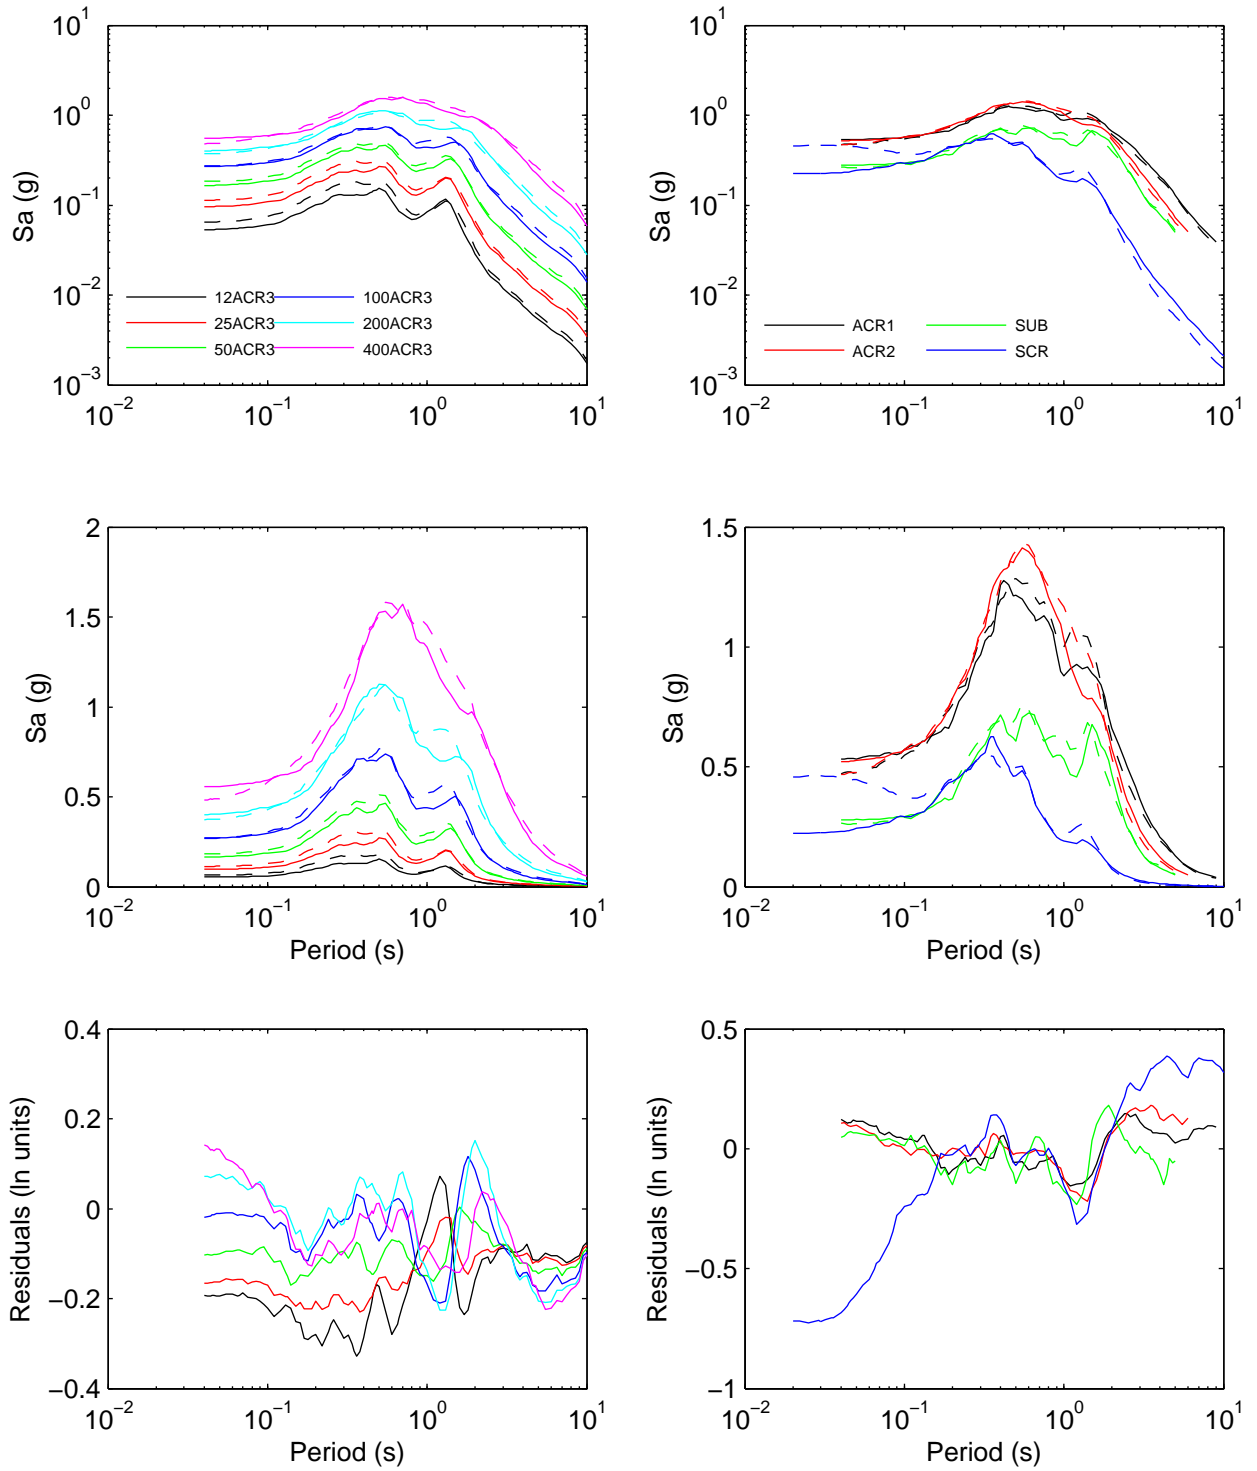 10^1
10^0
10^−1
10^−2
10^−3
Sa (g)
12ACR3
25ACR3
50ACR3
100ACR3
200ACR3
400ACR3
10^−2
10^−1
10^0
10^1
10^1
10^0
10^−1
10^−2
10^−3
Sa (g)
ACR1
ACR2
SUB
SCR
10^−2
10^−1
10^0
10^1
2
1.5
1
0.5
0
Sa (g)
10^−2
10^−1
10^0
10^1
Period (s)
1.5
1
0.5
0
Sa (g)
10^−2
10^−1
10^0
10^1
Period (s)
0.4
0.2
0
−0.2
−0.4
Residuals (ln units)
10^−2
10^−1
10^0
10^1
Period (s)
0.5
0
−0.5
−1
Residuals (ln units)
10^−2
10^−1
10^0
10^1
Period (s)